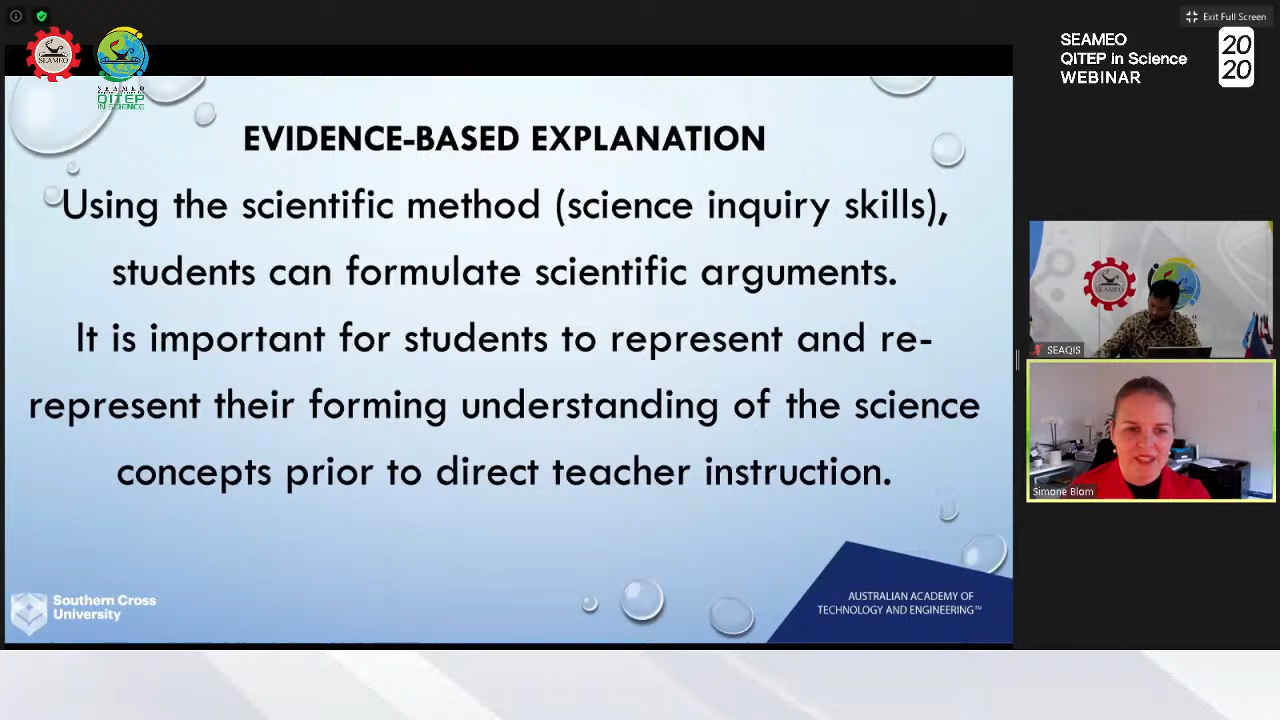 Exit Full Screen
SEAMEO
QITEP in Science
WEBINAR
20
20
SEAMEO
SEAMEO
QITEP
IN SCIENCE
EVIDENCE-BASED EXPLANATION
Using the scientific method (science inquiry skills),
students can formulate scientific arguments.
It is important for students to represent and re-
represent their forming understanding of the science
concepts prior to direct teacher instruction.
Southern Cross
University
AUSTRALIAN ACADEMY OF
TECHNOLOGY AND ENGINEERING™
SEAMEO
SEAQIS
Simone Blom